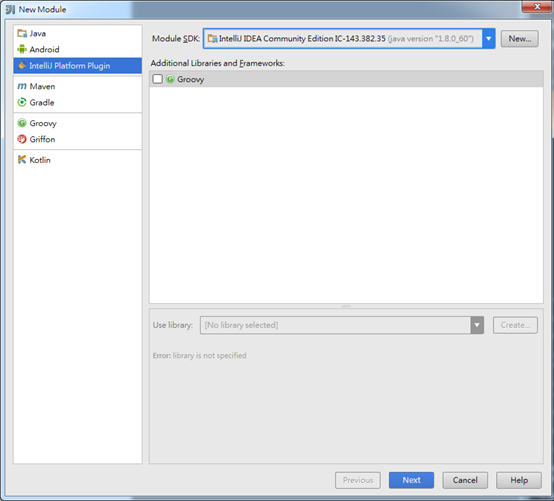 New Module
Java
Android
IntelliJ Platform Plugin
Maven
Gradle
Groovy
Griffon
Kotlin
Module SDK: IntelliJ IDEA Community Edition IC-143.382.35 (java version "1.8.0_60") New...
Additional Libraries and Frameworks:
Groovy
Use library: [No library selected] Create...
Error: library is not specified
Previous Next Cancel Help